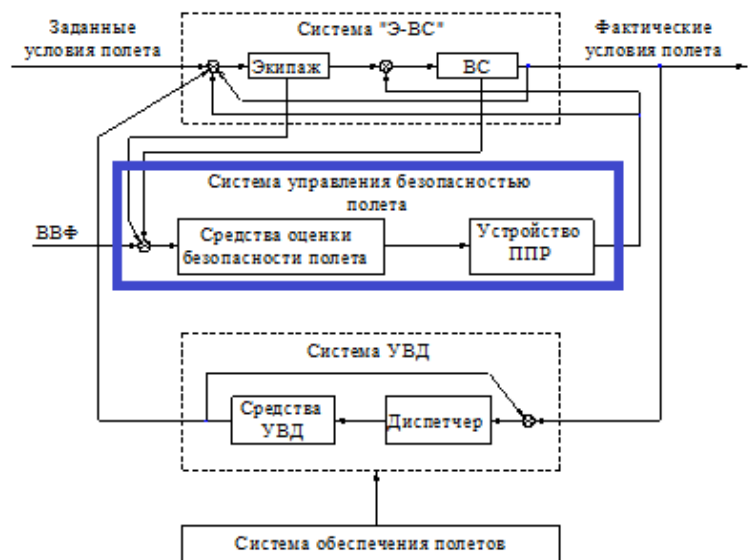 Заданные
условия полета
Система "Э-ВС"
Фактические
условия полета
Экипаж
ВС
Система управления безопасностью
полета
ВВФ
Средства оценки
безопасности полета
Устройство
ППР
Система УВД
Средства
УВД
Диспетчер
Система обеспечения полетов